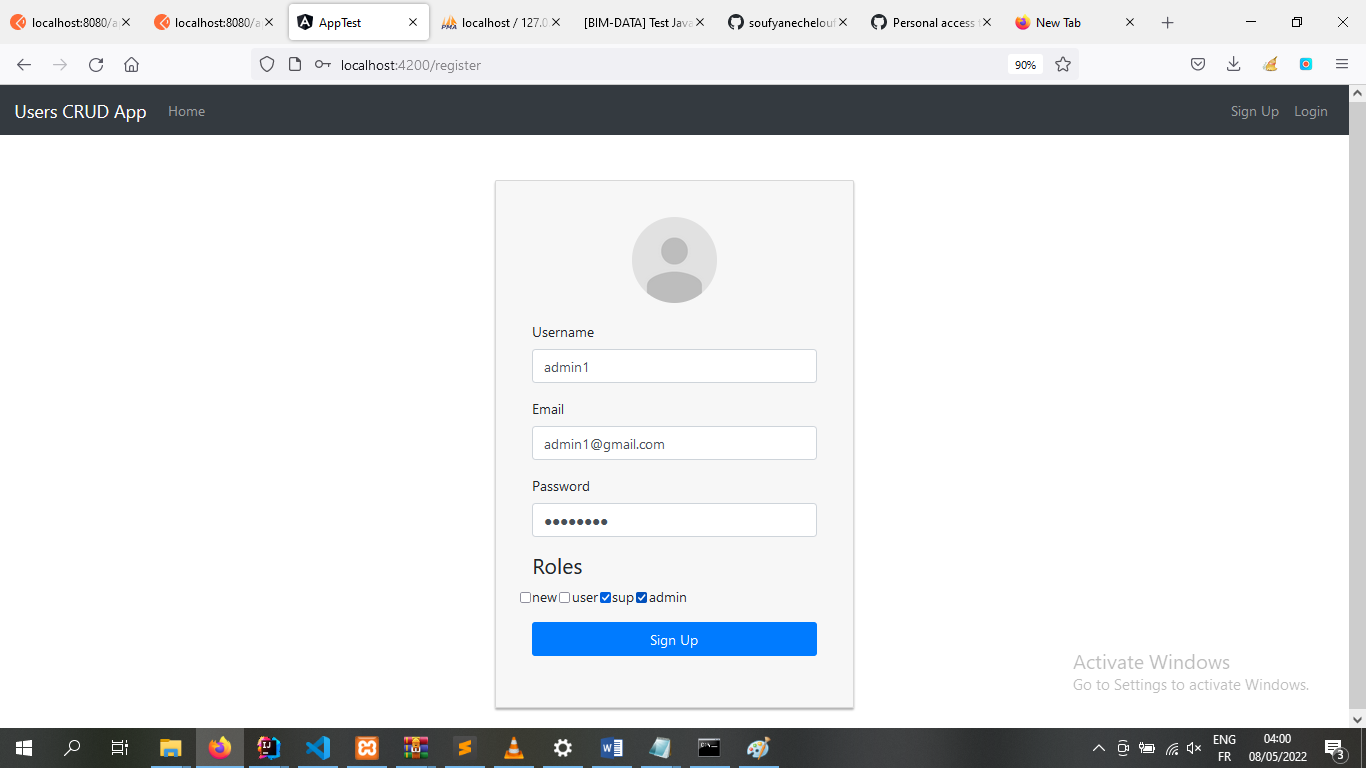 localhost:8080/a
localhost:8080/a
AppTest
localhost / 127.0
[BIM-DATA] Test Java
soufyanechelouf
Personal access
New Tab
localhost:4200/register
90%
Users CRUD App
Home
Sign Up
Login
Username
admin1
Email
admin1@gmail.com
Password
Roles
new user sup admin
Sign Up
Activate Windows
Go to Settings to activate Windows.
ENG
FR
04:00
08/05/2022
3